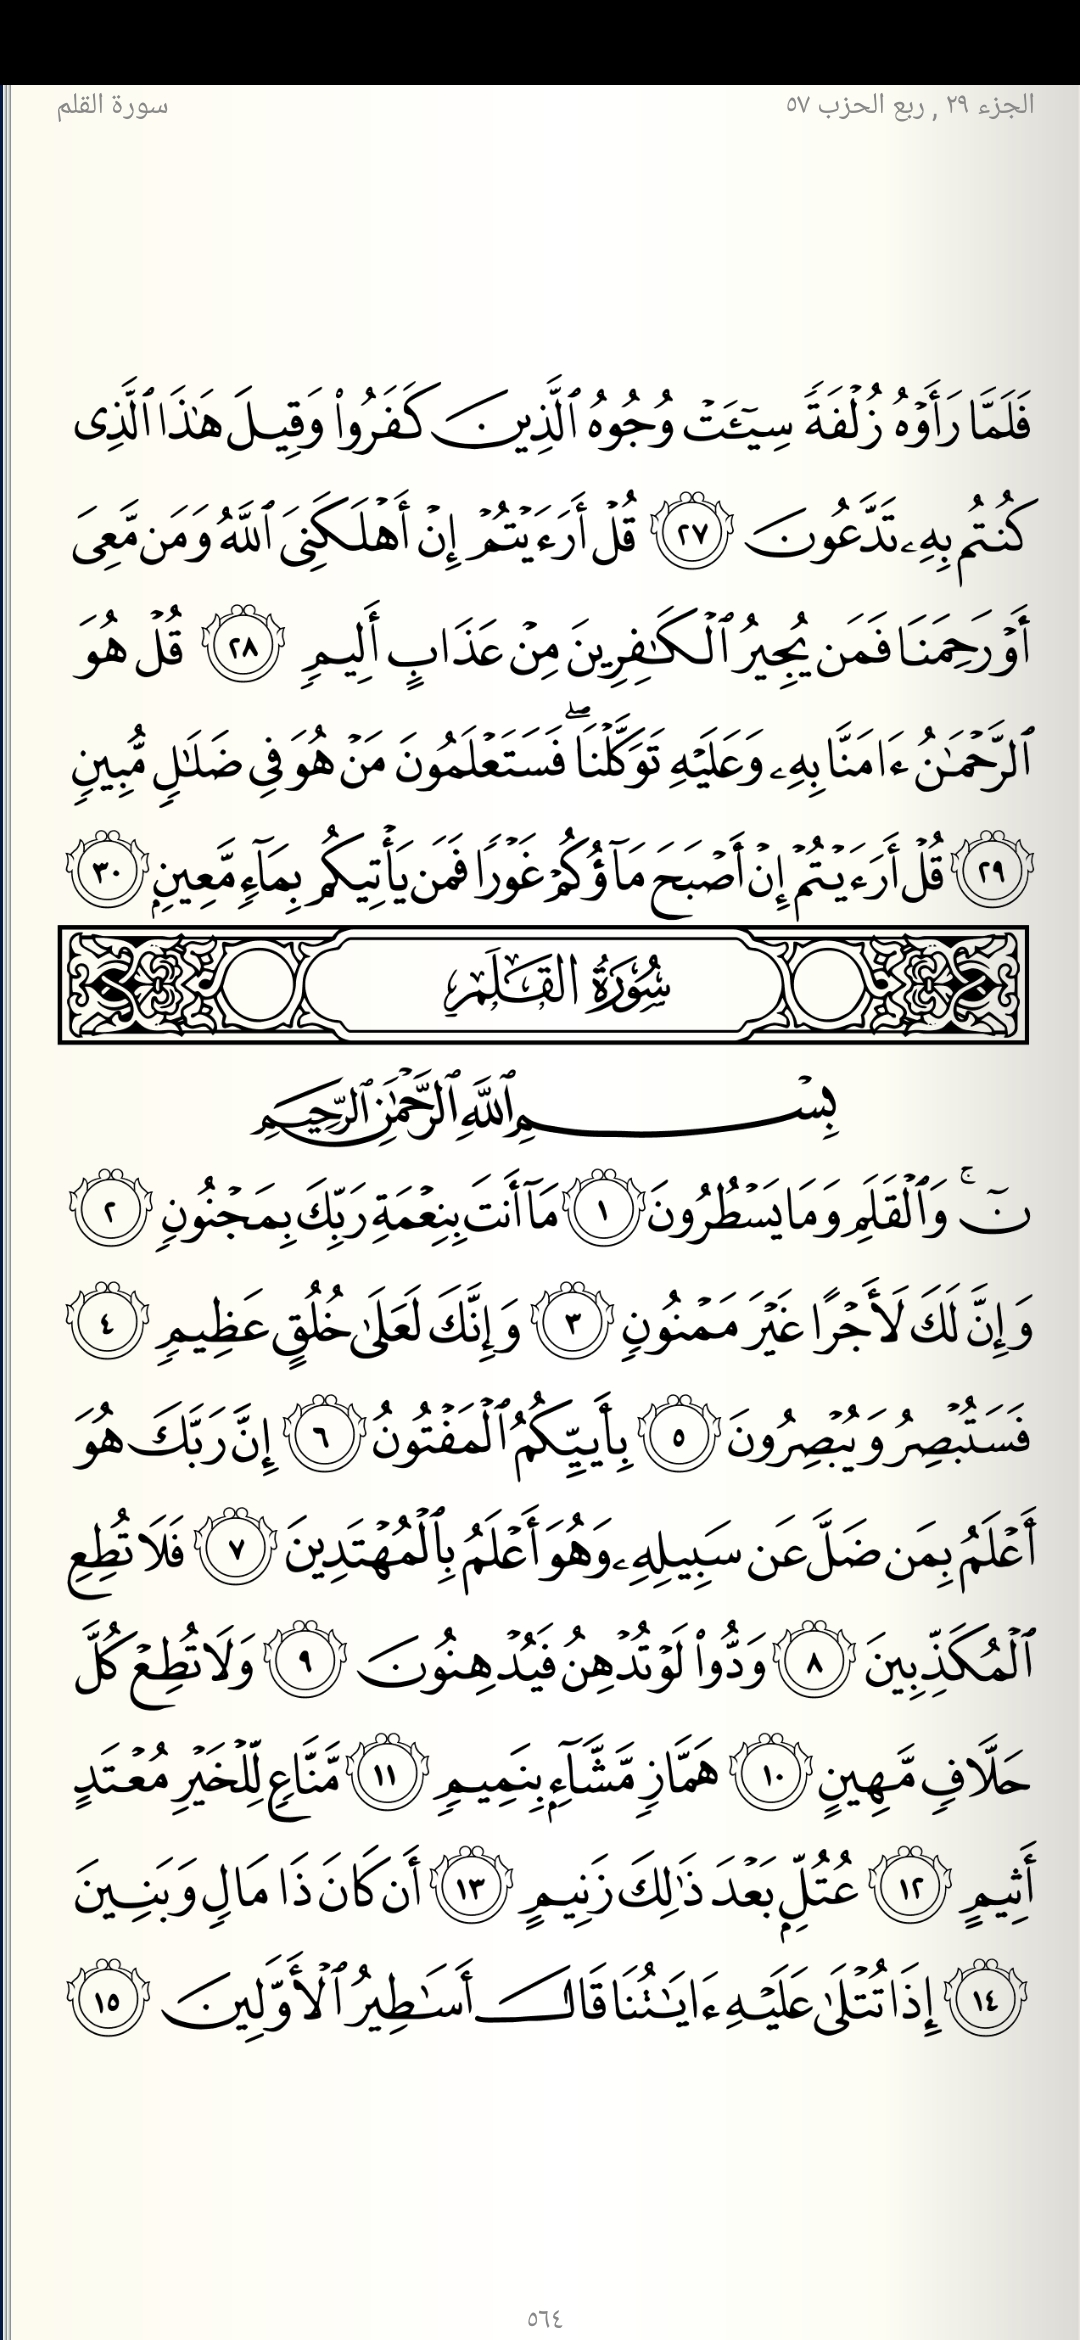 الجزء ٢٩ , ربع الحزب ٥٧
سورة القلم
فَلَمَّا رَأَوۡهُ زُلۡفَةٗ سِيٓـَٔتۡ وُجُوهُ ٱلَّذِينَ كَفَرُواْ وَقِيلَ هَٰذَا ٱلَّذِى
كُنتُم بِهِۦ تَدَّعُونَ ٢٧ قُلۡ أَرَءَيۡتُمۡ إِنۡ أَهۡلَكَنِىَ ٱللَّهُ وَمَن مَّعِىَ
أَوۡ رَحِمَنَا فَمَن يُجِيرُ ٱلۡكَٰفِرِينَ مِنۡ عَذَابٍ أَلِيمٖ ٢٨ قُلۡ هُوَ
ٱلرَّحۡمَٰنُ ءَامَنَّا بِهِۦ وَعَلَيۡهِ تَوَكَّلۡنَاۖ فَسَتَعۡلَمُونَ مَنۡ هُوَ فِى ضَلَٰلٖ مُّبِينٖ
٢٩ قُلۡ أَرَءَيۡتُمۡ إِنۡ أَصۡبَحَ مَآؤُكُمۡ غَوۡرٗا فَمَن يَأۡتِيكُم بِمَآءٖ مَّعِينِۭ ٣٠
سُورَةُ القَلَمِ
بِسۡمِ ٱللَّهِ ٱلرَّحۡمَٰنِ ٱلرَّحِيمِ
نٓۚ وَٱلۡقَلَمِ وَمَا يَسۡطُرُونَ ١ مَآ أَنتَ بِنِعۡمَةِ رَبِّكَ بِمَجۡنُونٖ ٢
وَإِنَّ لَكَ لَأَجۡرًا غَيۡرَ مَمۡنُونٖ ٣ وَإِنَّكَ لَعَلَىٰ خُلُقٍ عَظِيمٖ ٤
فَسَتُبۡصِرُ وَيُبۡصِرُونَ ٥ بِأَييِّكُمُ ٱلۡمَفۡتُونُ ٦ إِنَّ رَبَّكَ هُوَ
أَعۡلَمُ بِمَن ضَلَّ عَن سَبِيلِهِۦ وَهُوَ أَعۡلَمُ بِٱلۡمُهۡتَدِينَ ٧ فَلَا تُطِعِ
ٱلۡمُكَذِّبِينَ ٨ وَدُّواْ لَوۡ تُدۡهِنُ فَيُدۡهِنُونَ ٩ وَلَا تُطِعۡ كُلَّ
حَلَّافٖ مَّهِينٍ ١٠ هَمَّازٖ مَّشَّآءِۭ بِنَمِيمٖ ١١ مَّنَّاعٖ لِّلۡخَيۡرِ مُعۡتَدٍ
أَثِيمٍ ١٢ عُتُلِّۭ بَعۡدَ ذَٰلِكَ زَنِيمٍ ١٣ أَن كَانَ ذَا مَالٖ وَبَنِينَ
١٤ إِذَا تُتۡلَىٰ عَلَيۡهِ ءَايَٰتُنَا قَالَ أَسَٰطِيرُ ٱلۡأَوَّلِينَ ١٥
٥٦٤